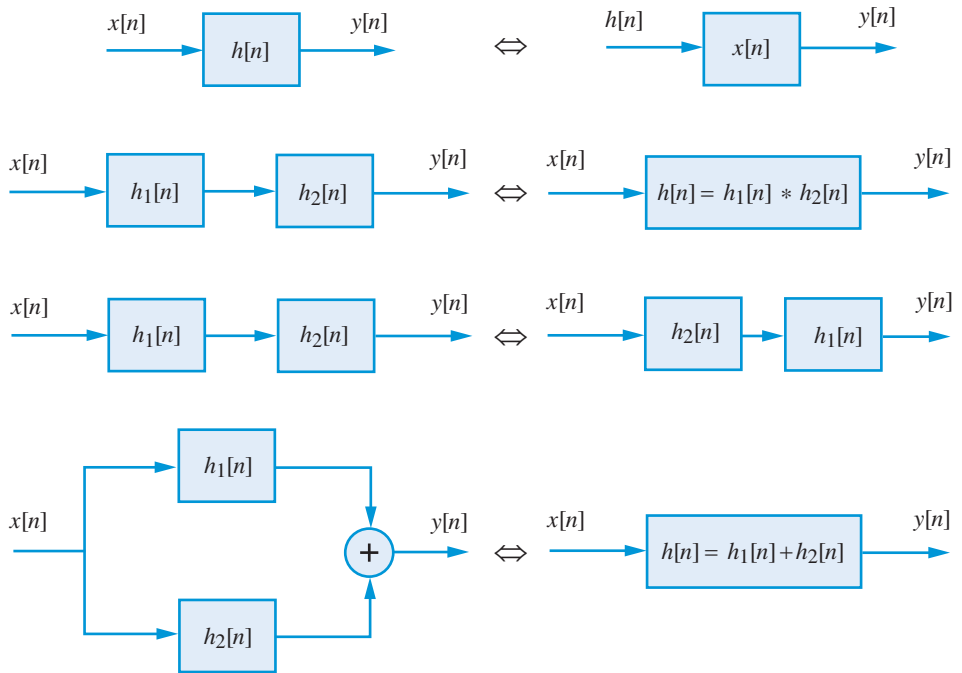 x[n] h[n] y[n] ⇔ h[n] x[n] y[n]
x[n] h₁[n] h₂[n] y[n] ⇔ x[n] h[n] = h₁[n] * h₂[n] y[n]
x[n] h₁[n] h₂[n] y[n] ⇔ x[n] h₂[n] h₁[n] y[n]
h₁[n]
x[n] + y[n] ⇔ x[n] h[n] = h₁[n]+h₂[n] y[n]
h₂[n]